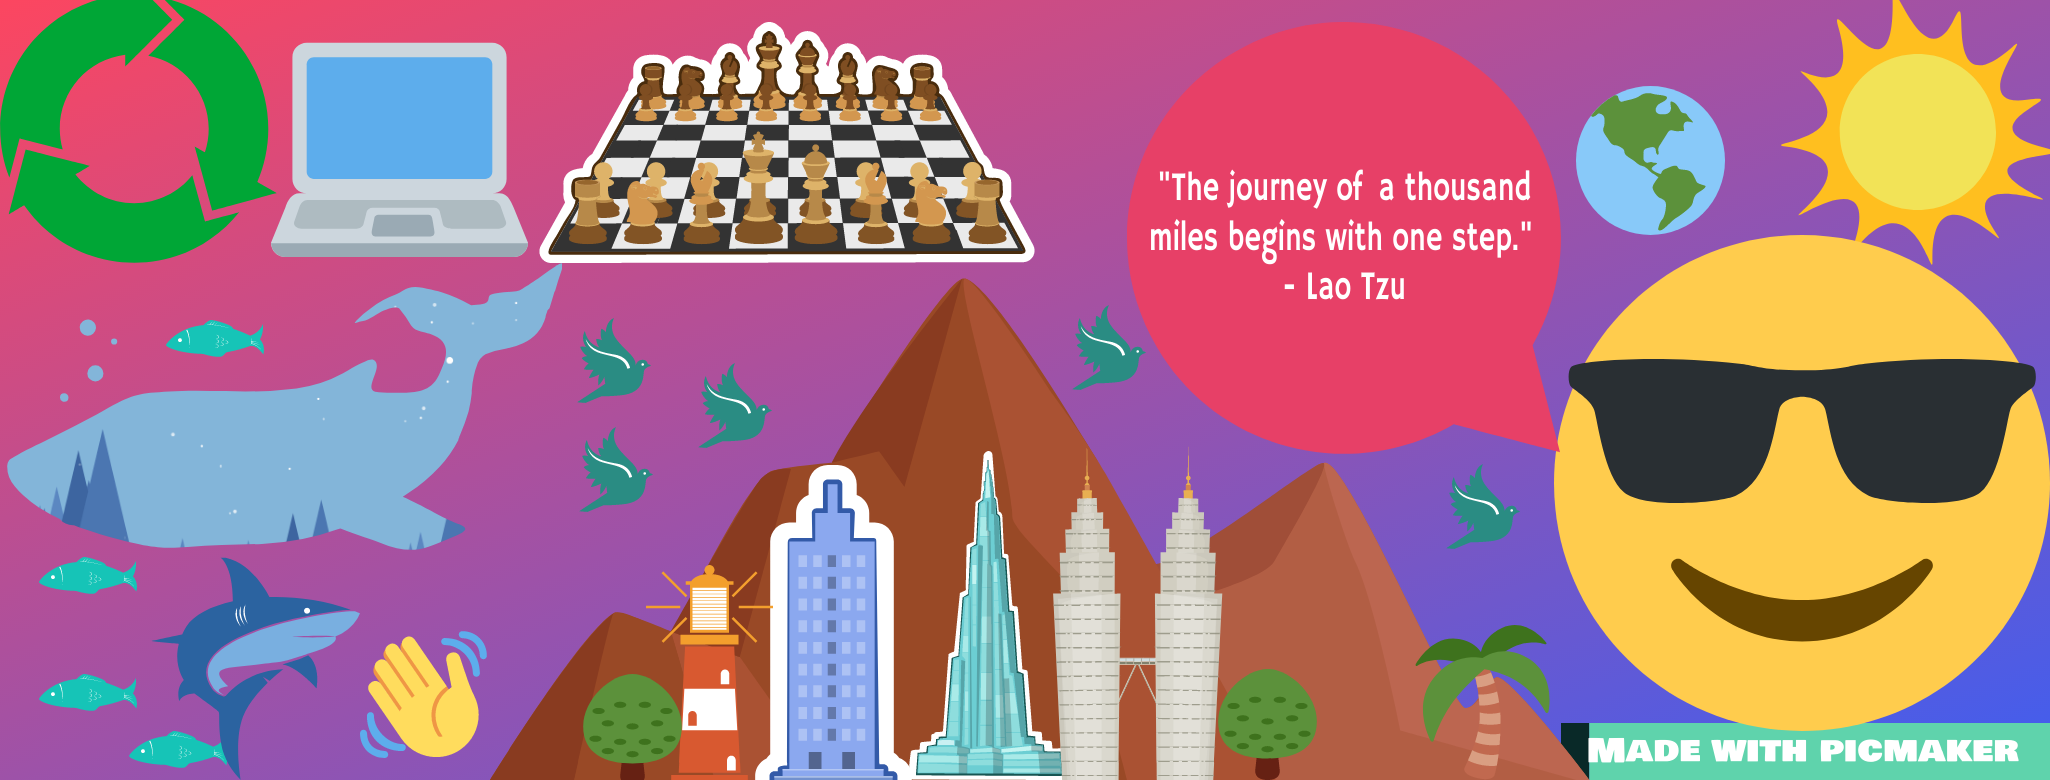 "The journey of a thousand
miles begins with one step."
- Lao Tzu
MADE WITH PICMAKER